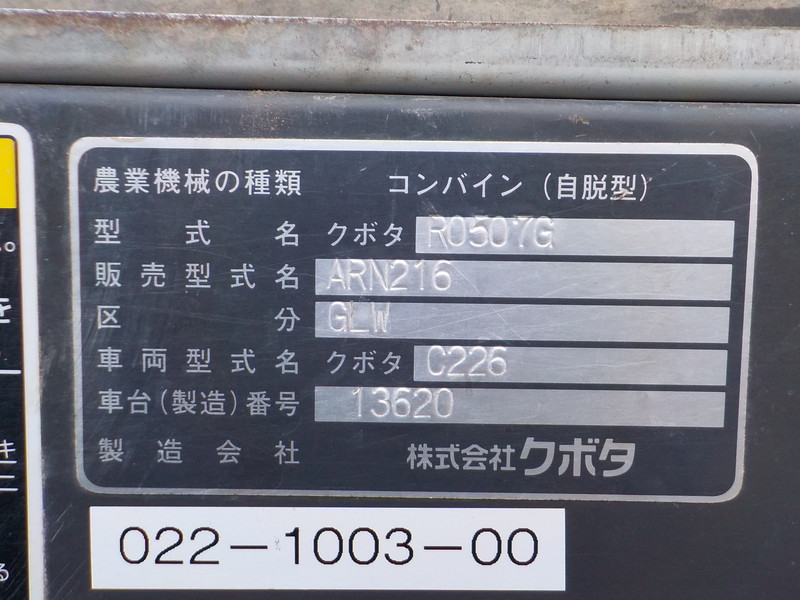 農業機械の種類 コンバイン(自脱型)
型式名 クボタ R0507G
販売型式名 ARN216
区分 GLW
車両型式名 クボタ C226
車台(製造)番号 13620
製造会社 株式会社クボタ
022-1003-00